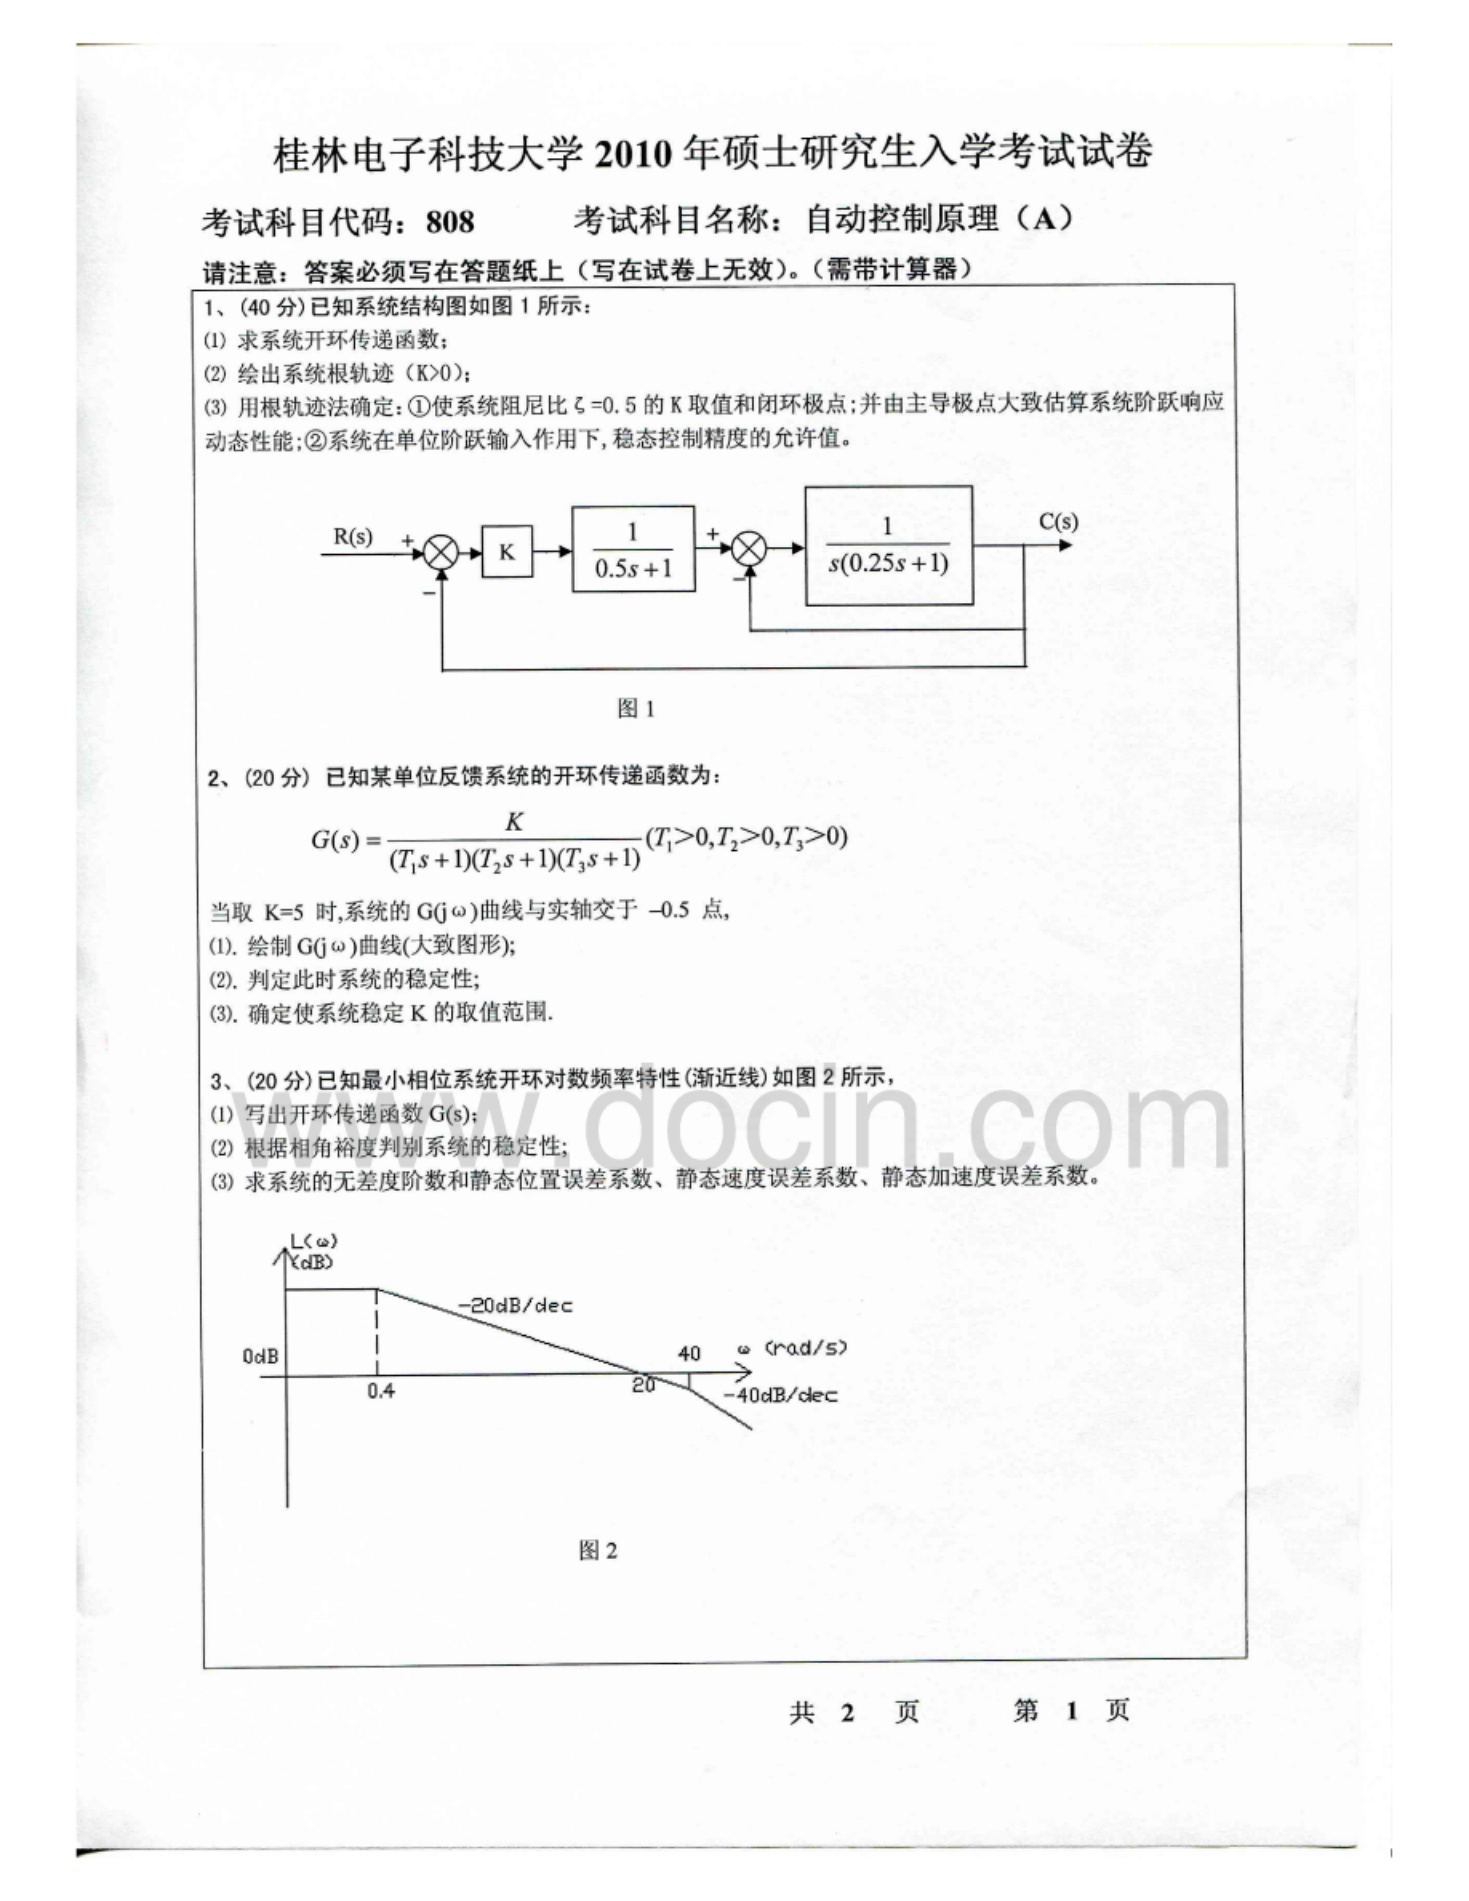 桂林电子科技大学 2010 年硕士研究生入学考试试卷
考试科目代码：808 考试科目名称：自动控制原理（A）
请注意：答案必须写在答题纸上（写在试卷上无效）。（需带计算器）
1、(40 分)已知系统结构图如图 1 所示：
⑴ 求系统开环传递函数；
⑵ 绘出系统根轨迹（K>0）；
⑶ 用根轨迹法确定：①使系统阻尼比 ζ=0.5 的 K 取值和闭环极点；并由主导极点大致估算系统阶跃响应
动态性能；②系统在单位阶跃输入作用下，稳态控制精度的允许值。
R(s) + − K 1/(0.5s+1) + − 1/(s(0.25s+1)) C(s)
图 1
2、(20 分) 已知某单位反馈系统的开环传递函数为：
G(s) = K/((T₁s+1)(T₂s+1)(T₃s+1)) (T₁>0,T₂>0,T₃>0)
当取 K=5 时,系统的 G(jω)曲线与实轴交于 –0.5 点,
⑴. 绘制 G(jω)曲线(大致图形);
⑵. 判定此时系统的稳定性;
⑶. 确定使系统稳定 K 的取值范围.
3、(20 分)已知最小相位系统开环对数频率特性(渐近线)如图 2 所示，
⑴ 写出开环传递函数 G(s)；
⑵ 根据相角裕度判别系统的稳定性；
⑶ 求系统的无差度阶数和静态位置误差系数、静态速度误差系数、静态加速度误差系数。
www.docin.com
L(ω)
(dB)
-20dB/dec
0dB
40 ω (rad/s)
0.4
20
-40dB/dec
图 2
共 2 页 第 1 页